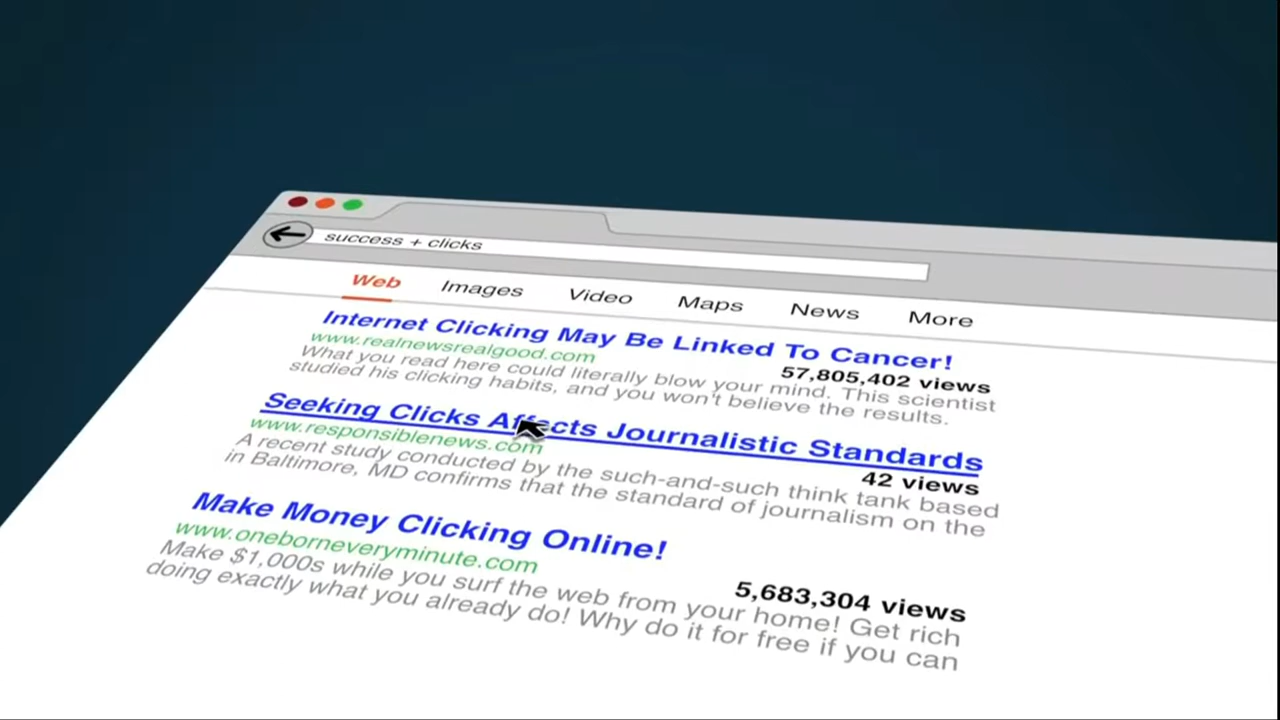 success + clicks
Web Images Video Maps News More
Internet Clicking May Be Linked To Cancer!
www.realnewsrealgood.com
57,805,402 views
What you read here could literally blow your mind. This scientist
studied his clicking habits, and you won't believe the results.
Seeking Clicks Affects Journalistic Standards
www.responsiblenews.com
42 views
A recent study conducted by the such-and-such think tank based
in Baltimore, MD confirms that the standard of journalism on the
Make Money Clicking Online!
www.oneborneveryminute.com
5,683,304 views
Make $1,000s while you surf the web from your home! Get rich
doing exactly what you already do! Why do it for free if you can